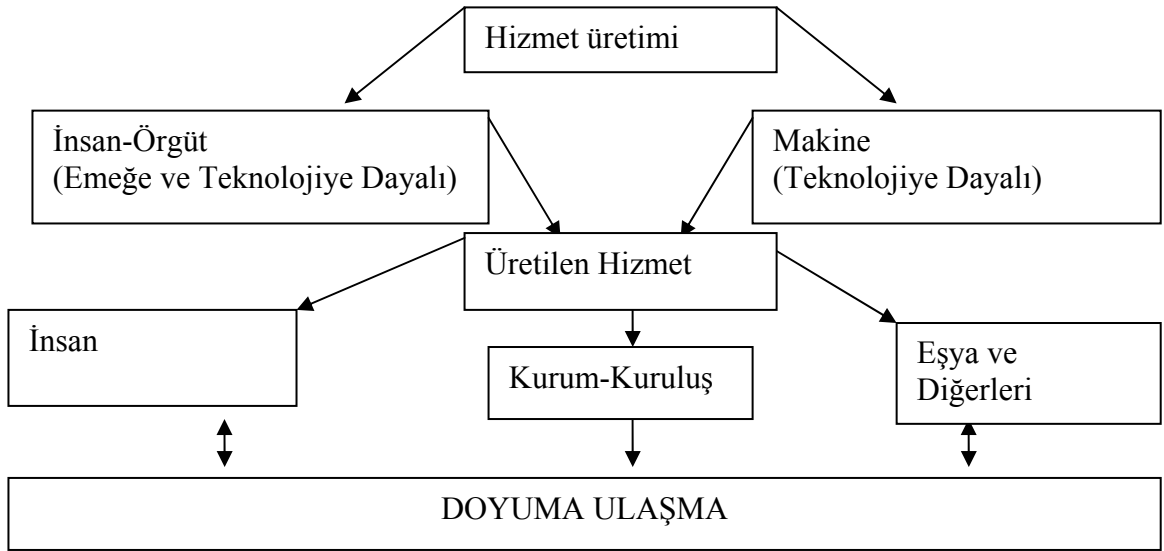 Hizmet üretimi
İnsan-Örgüt
(Emeğe ve Teknolojiye Dayalı)
Makine
(Teknolojiye Dayalı)
Üretilen Hizmet
İnsan
Kurum-Kuruluş
Eşya ve
Diğerleri
DOYUMA ULAŞMA